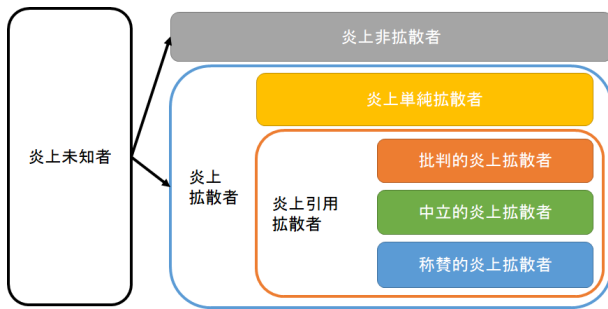 炎上未知者
炎上非拡散者
炎上単純拡散者
炎上
拡散者
炎上引用
拡散者
批判的炎上拡散者
中立的炎上拡散者
称賛的炎上拡散者